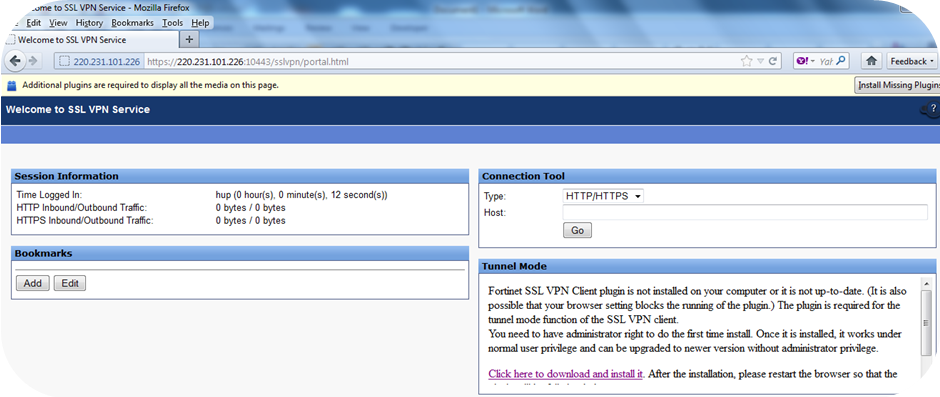 come to SSL VPN Service - Mozilla Firefox
Edit View History Bookmarks Tools Help
Welcome to SSL VPN Service +
220.231.101.226 https://220.231.101.226:10443/sslvpn/portal.html Feedback
Additional plugins are required to display all the media on this page. Install Missing Plugins
Welcome to SSL VPN Service ?
Session Information
Time Logged In: hup (0 hour(s), 0 minute(s), 12 second(s))
HTTP Inbound/Outbound Traffic: 0 bytes / 0 bytes
HTTPS Inbound/Outbound Traffic: 0 bytes / 0 bytes
Bookmarks
Add Edit
Connection Tool
Type: HTTP/HTTPS
Host:
Go
Tunnel Mode
Fortinet SSL VPN Client plugin is not installed on your computer or it is not up-to-date. (It is also
possible that your browser setting blocks the running of the plugin.) The plugin is required for the
tunnel mode function of the SSL VPN client.
You need to have administrator right to do the first time install. Once it is installed, it works under
normal user privilege and can be upgraded to newer version without administrator privilege.
Click here to download and install it. After the installation, please restart the browser so that the